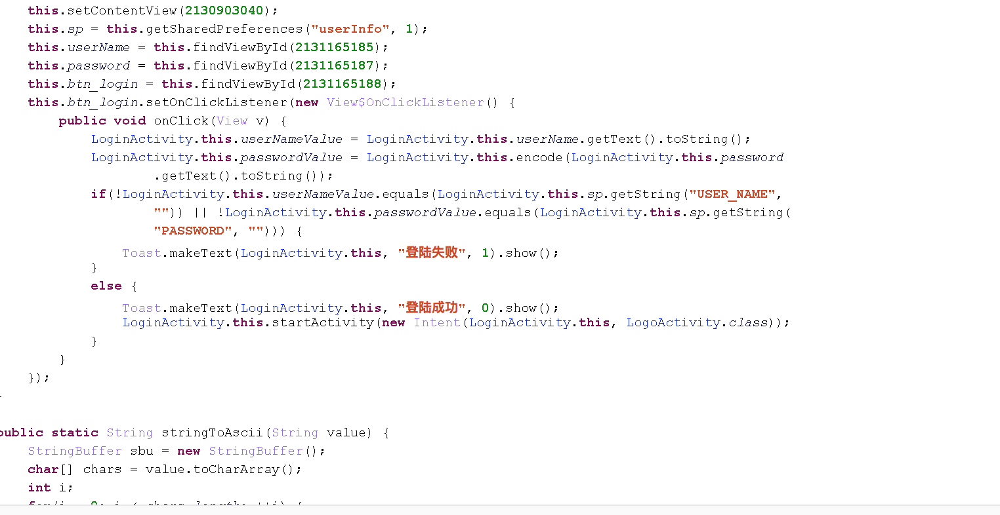 this.setContentView(2130903040);
this.sp = this.getSharedPreferences("userInfo", 1);
this.userName = this.findViewById(2131165185);
this.password = this.findViewById(2131165187);
this.btn_login = this.findViewById(2131165188);
this.btn_login.setOnClickListener(new View$OnClickListener() {
public void onClick(View v) {
LoginActivity.this.userNameValue = LoginActivity.this.userName.getText().toString();
LoginActivity.this.passwordValue = LoginActivity.this.encode(LoginActivity.this.password
.getText().toString());
if(!LoginActivity.this.userNameValue.equals(LoginActivity.this.sp.getString("USER_NAME",
"")) || !LoginActivity.this.passwordValue.equals(LoginActivity.this.sp.getString(
"PASSWORD", ""))) {
Toast.makeText(LoginActivity.this, "登陆失败", 1).show();
}
else {
Toast.makeText(LoginActivity.this, "登陆成功", 0).show();
LoginActivity.this.startActivity(new Intent(LoginActivity.this, LogoActivity.class));
}
}
});
public static String stringToAscii(String value) {
StringBuffer sbu = new StringBuffer();
char[] chars = value.toCharArray();
int i;